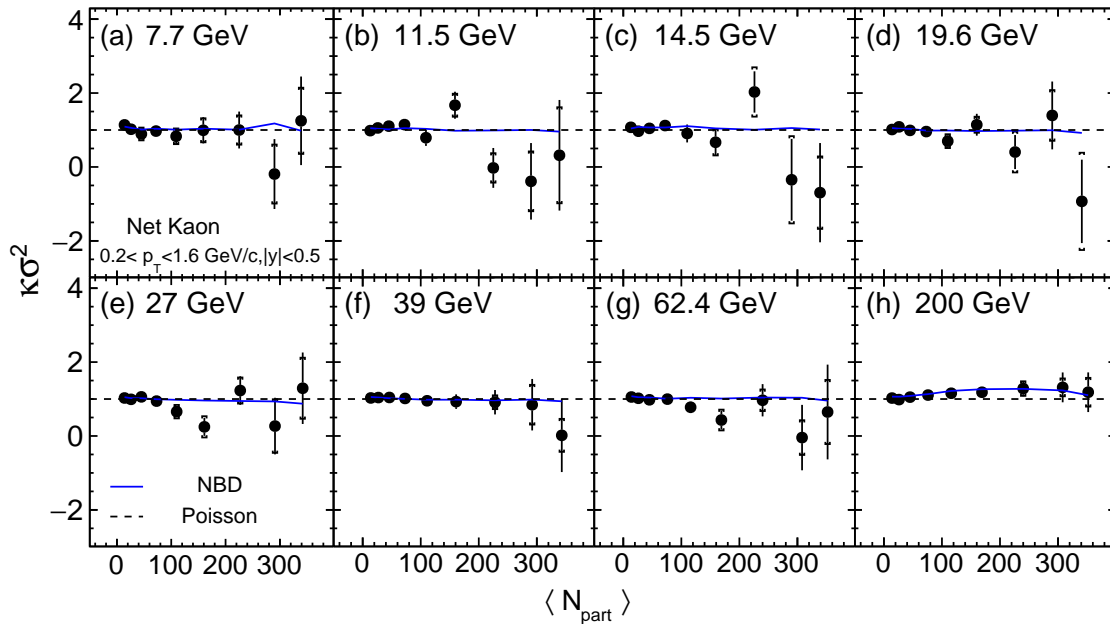 (a) 7.7 GeV
(b) 11.5 GeV
(c) 14.5 GeV
(d) 19.6 GeV
4
2
0
−2
Net Kaon
0.2< p_T<1.6 GeV/c,|y|<0.5
κσ²
(e) 27 GeV
(f) 39 GeV
(g) 62.4 GeV
(h) 200 GeV
4
2
0
−2
NBD
Poisson
0 100 200 300 0 100 200 300 0 100 200 300 0 100 200 300
⟨ N_part ⟩